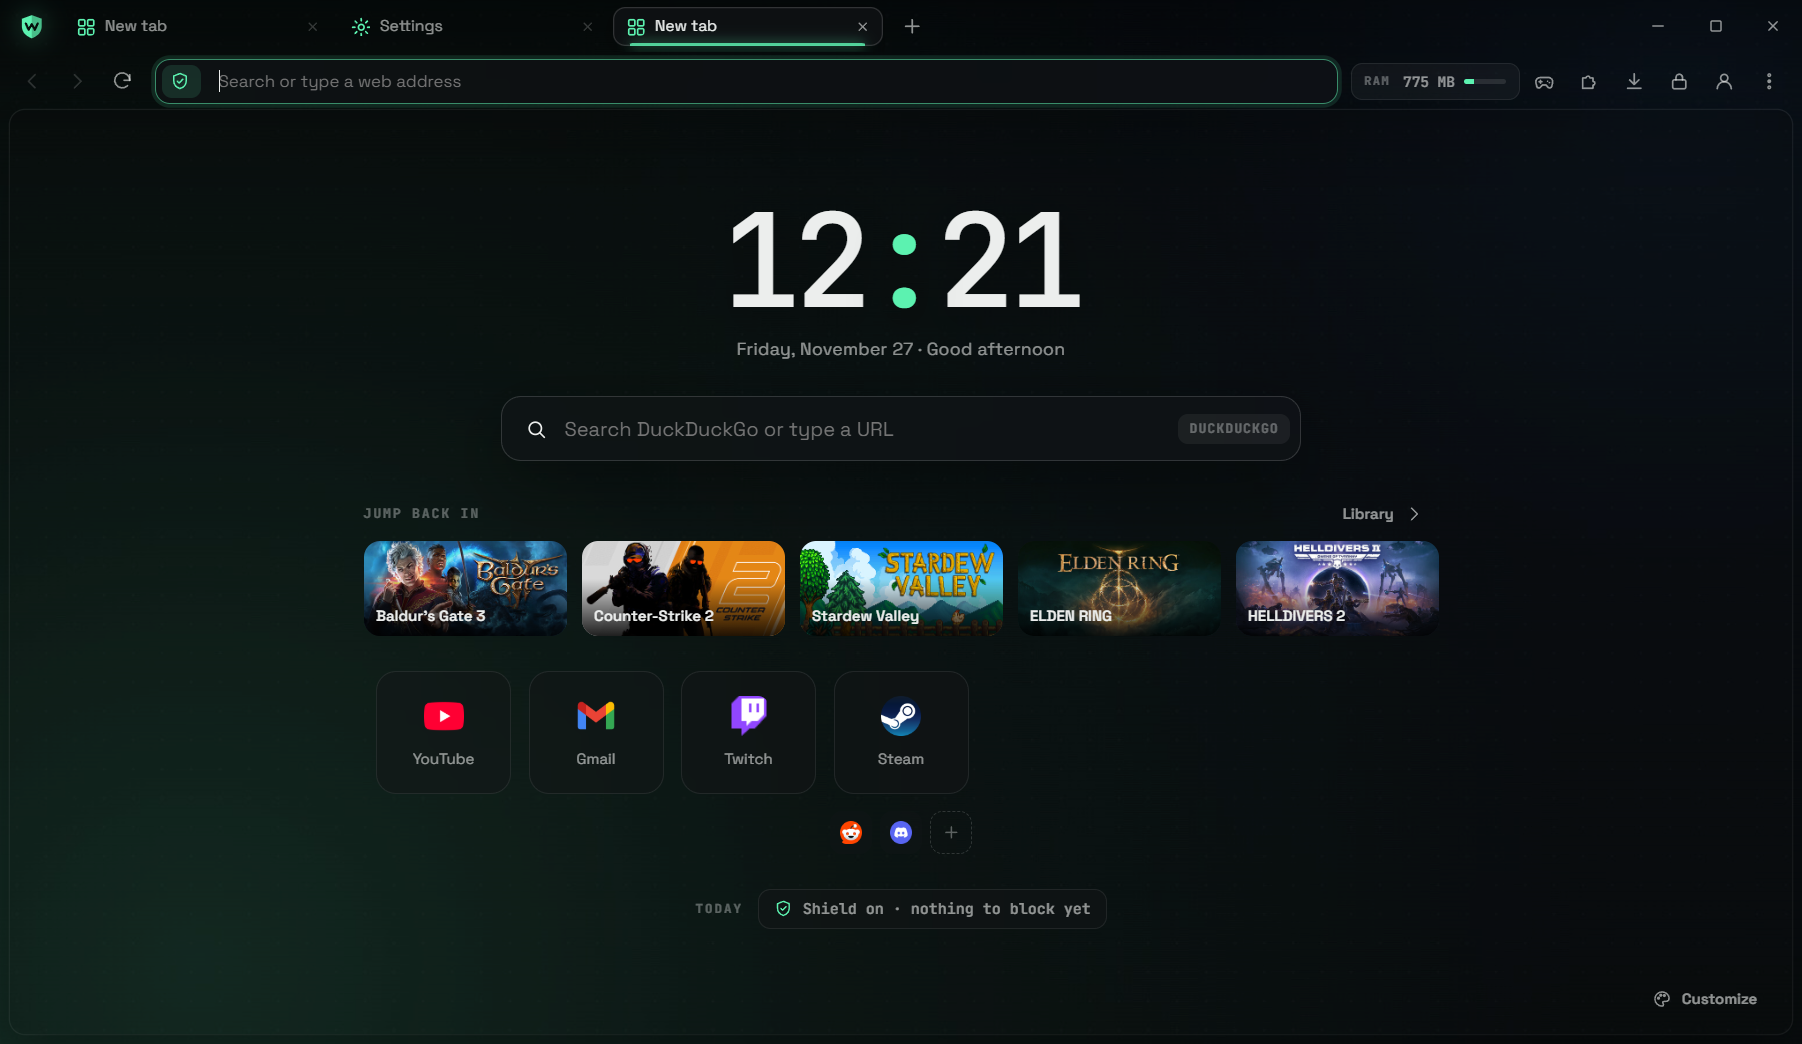 New tab
Settings
New tab
Search or type a web address
RAM 775 MB
12:21
Friday, November 27 · Good afternoon
Search DuckDuckGo or type a URL
DUCKDUCKGO
JUMP BACK IN
Library
Baldur's Gate
Baldur's Gate 3
2
COUNTER STRIKE
Counter-Strike 2
STARDEW VALLEY
Stardew Valley
ELDEN RING
ELDEN RING
HELLDIVERS II
HELLDIVERS 2
YouTube
Gmail
Twitch
Steam
TODAY
Shield on · nothing to block yet
Customize